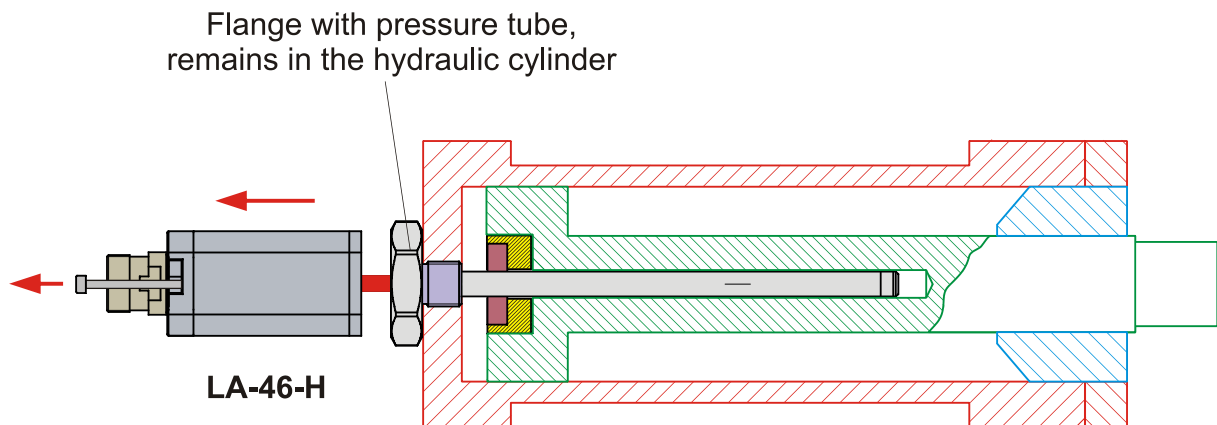 Flange with pressure tube,
remains in the hydraulic cylinder
LA-46-H